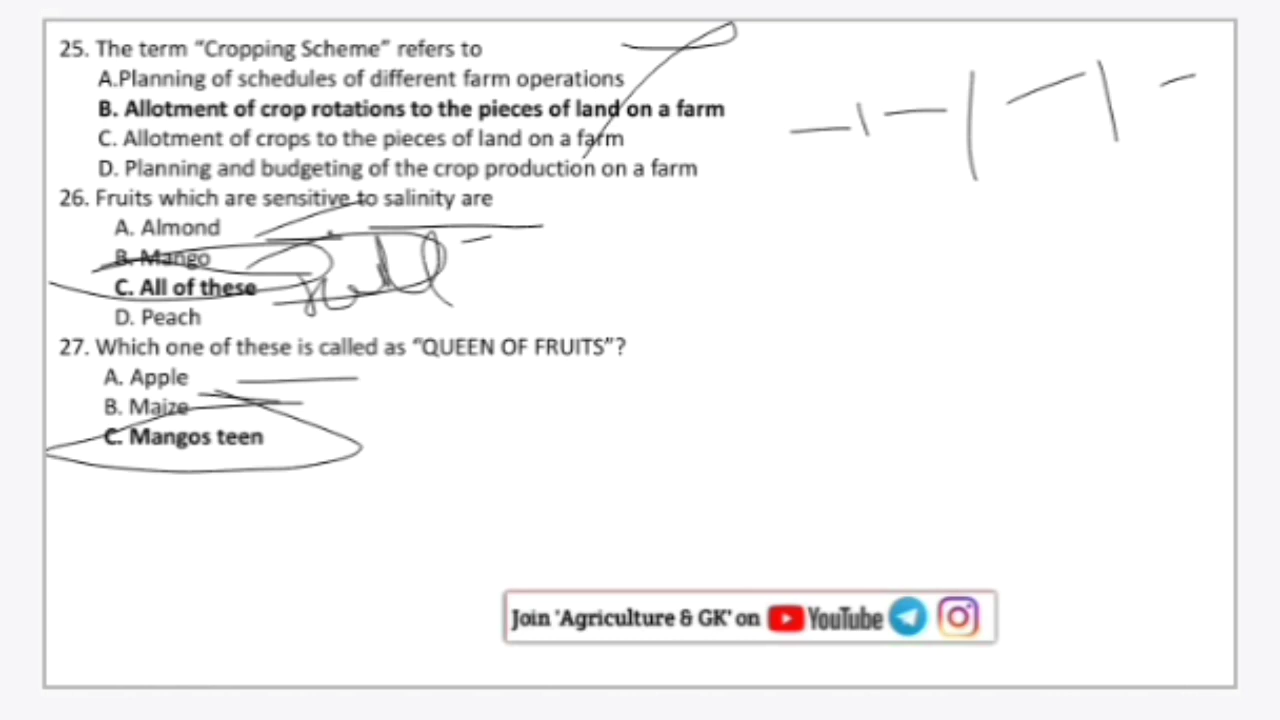 25. The term “Cropping Scheme” refers to
A.Planning of schedules of different farm operations
B. Allotment of crop rotations to the pieces of land on a farm
C. Allotment of crops to the pieces of land on a farm
D. Planning and budgeting of the crop production on a farm
26. Fruits which are sensitive to salinity are
A. Almond
B. Mango
C. All of these
D. Peach
27. Which one of these is called as “QUEEN OF FRUITS”?
A. Apple
B. Maize
C. Mangos teen
Join 'Agriculture & GK' on YouTube